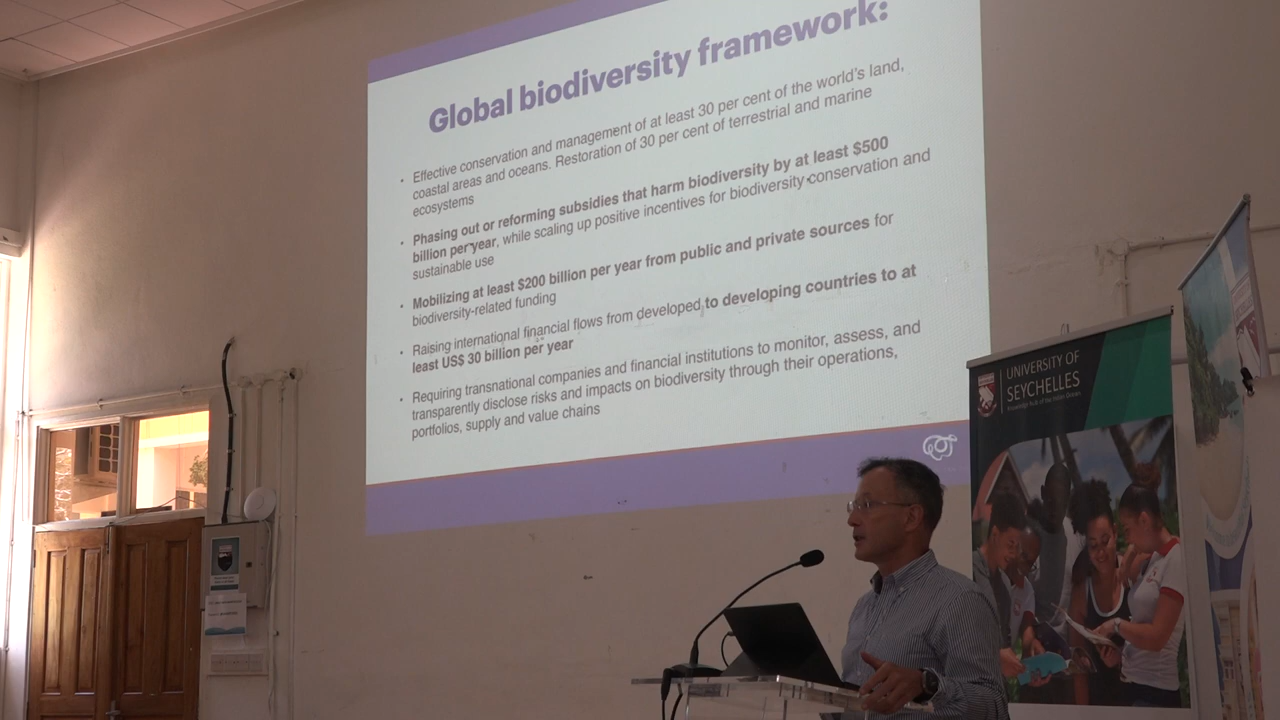 Global biodiversity framework:
• Effective conservation and management of at least 30 per cent of the world's land,
coastal areas and oceans. Restoration of 30 per cent of terrestrial and marine
ecosystems
• Phasing out or reforming subsidies that harm biodiversity by at least $500
billion per year, while scaling up positive incentives for biodiversity conservation and
sustainable use
• Mobilizing at least $200 billion per year from public and private sources for
biodiversity-related funding
• Raising international financial flows from developed to developing countries to at
least US$ 30 billion per year
• Requiring transnational companies and financial institutions to monitor, assess, and
transparently disclose risks and impacts on biodiversity through their operations,
portfolios, supply and value chains
UNIVERSITY OF
SEYCHELLES
Knowledge Hub of the Indian Ocean